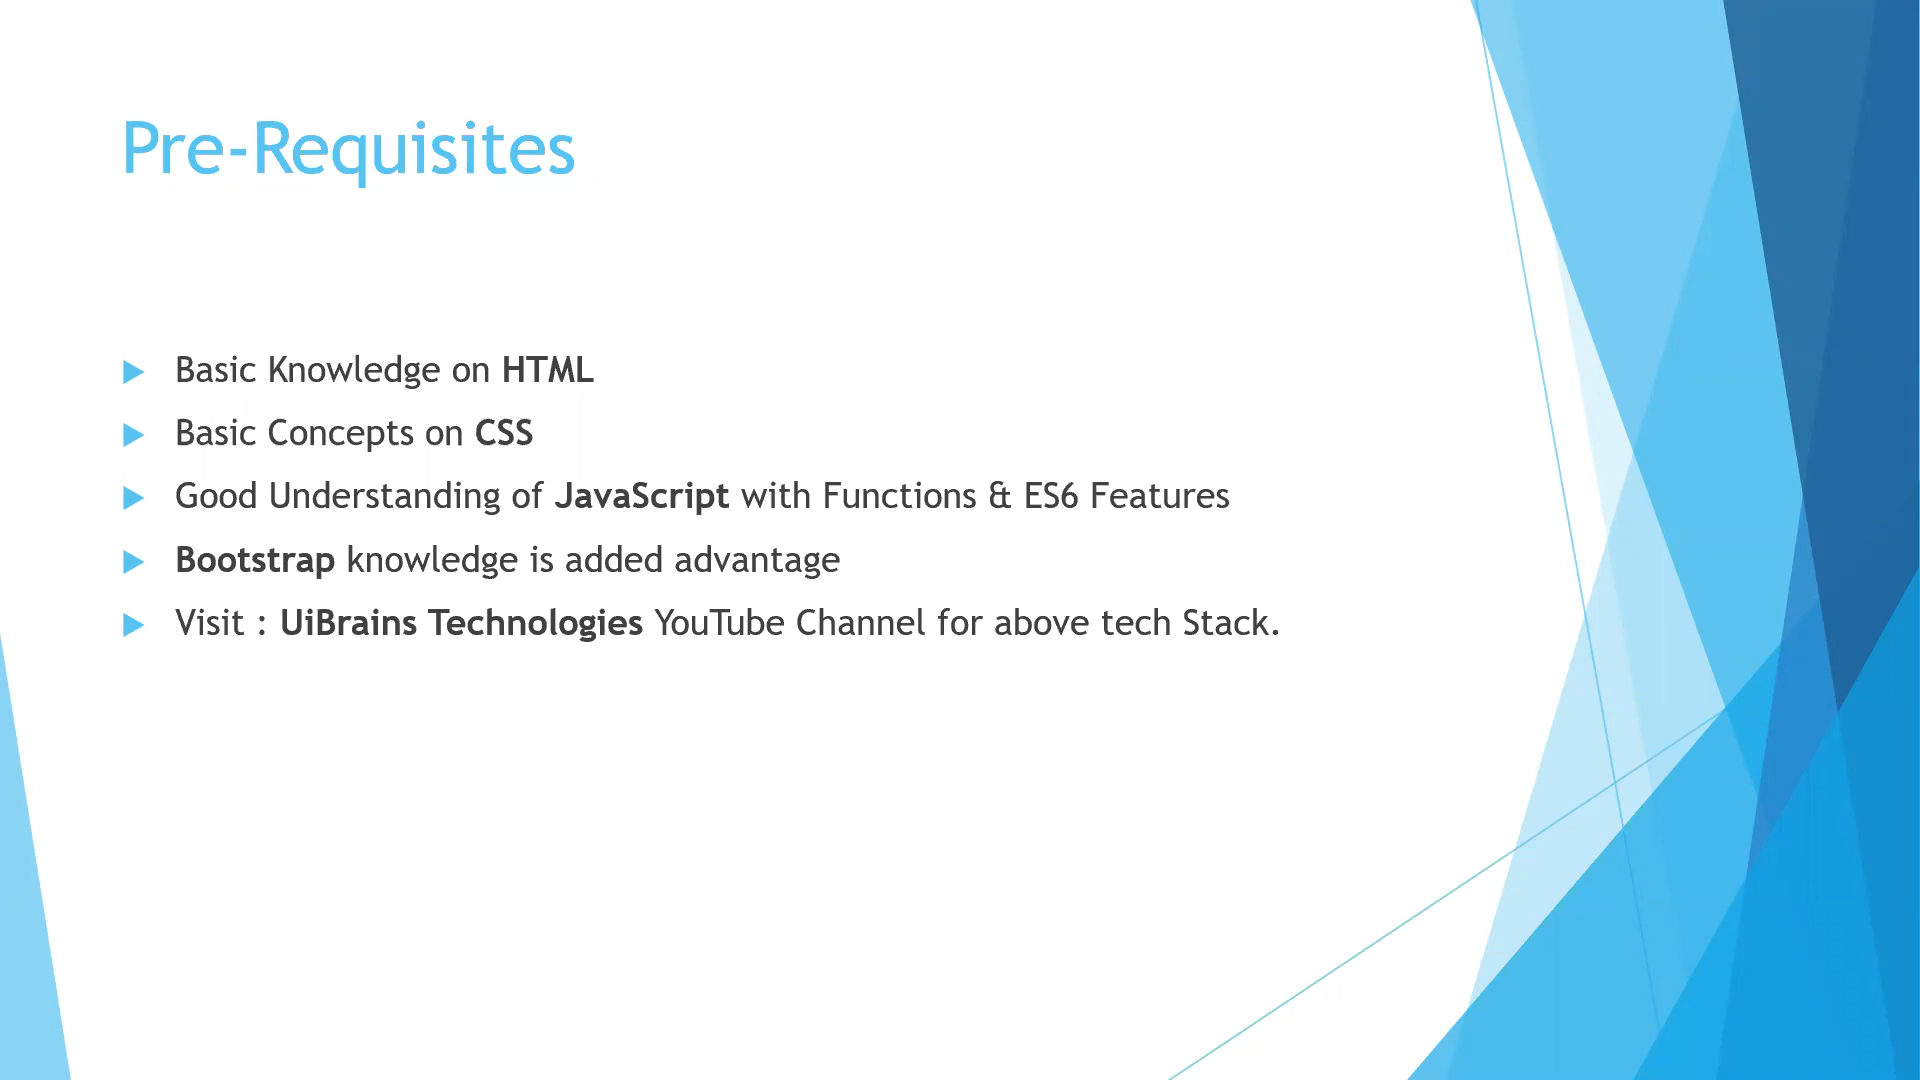 Pre-Requisites
Basic Knowledge on HTML
Basic Concepts on CSS
Good Understanding of JavaScript with Functions & ES6 Features
Bootstrap knowledge is added advantage
Visit : UiBrains Technologies YouTube Channel for above tech Stack.